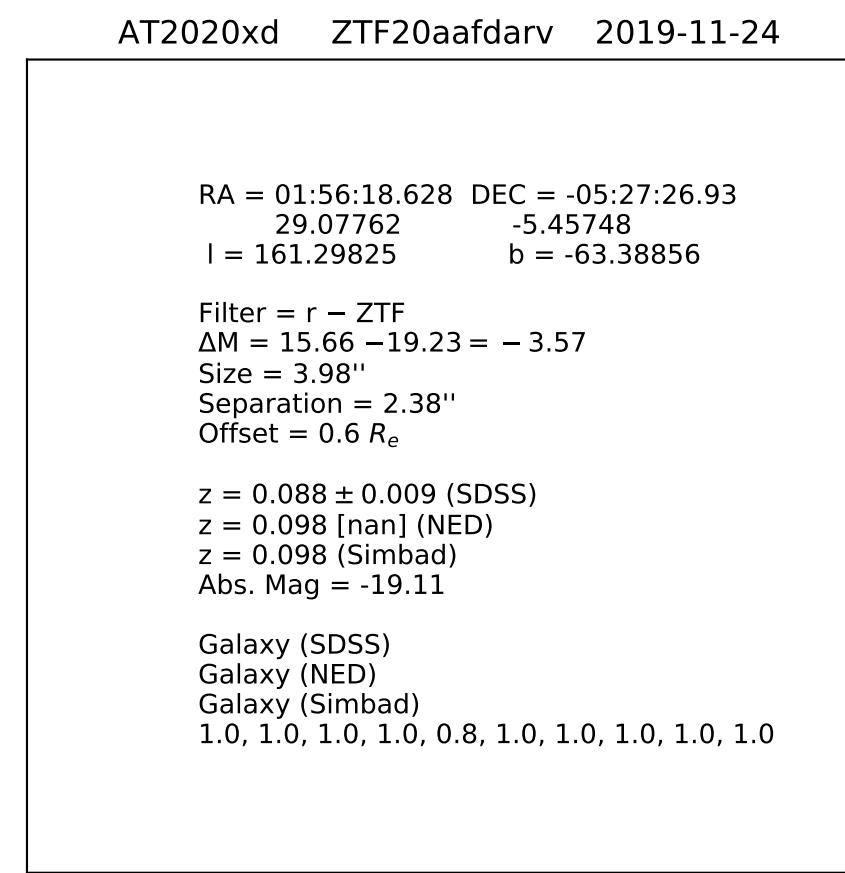 AT2020xd ZTF20aafdarv 2019-11-24
RA = 01:56:18.628 DEC = -05:27:26.93
29.07762 -5.45748
l = 161.29825 b = -63.38856
Filter = r − ZTF
ΔM = 15.66 −19.23 = − 3.57
Size = 3.98''
Separation = 2.38''
Offset = 0.6 Rₑ
z = 0.088 ± 0.009 (SDSS)
z = 0.098 [nan] (NED)
z = 0.098 (Simbad)
Abs. Mag = -19.11
Galaxy (SDSS)
Galaxy (NED)
Galaxy (Simbad)
1.0, 1.0, 1.0, 1.0, 0.8, 1.0, 1.0, 1.0, 1.0, 1.0